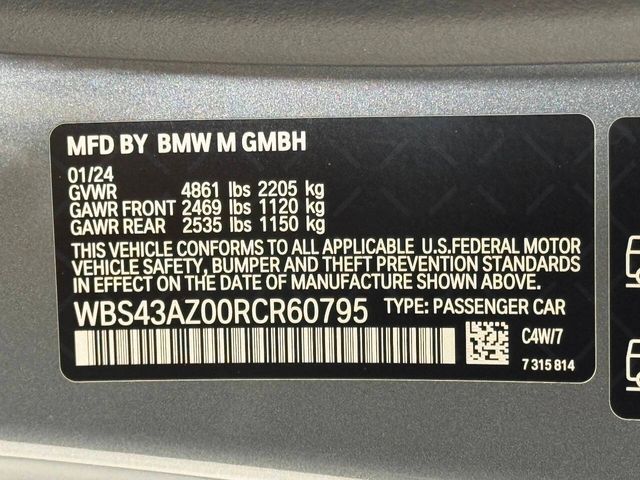 MFD BY BMW M GMBH
01/24
GVWR 4861 lbs 2205 kg
GAWR FRONT 2469 lbs 1120 kg
GAWR REAR 2535 lbs 1150 kg
THIS VEHICLE CONFORMS TO ALL APPLICABLE U.S.FEDERAL MOTOR
VEHICLE SAFETY, BUMPER AND THEFT PREVENTION STANDARDS
IN EFFECT ON THE DATE OF MANUFACTURE SHOWN ABOVE.
WBS43AZ00RCR60795 TYPE: PASSENGER CAR
C4W/7
7 315 814